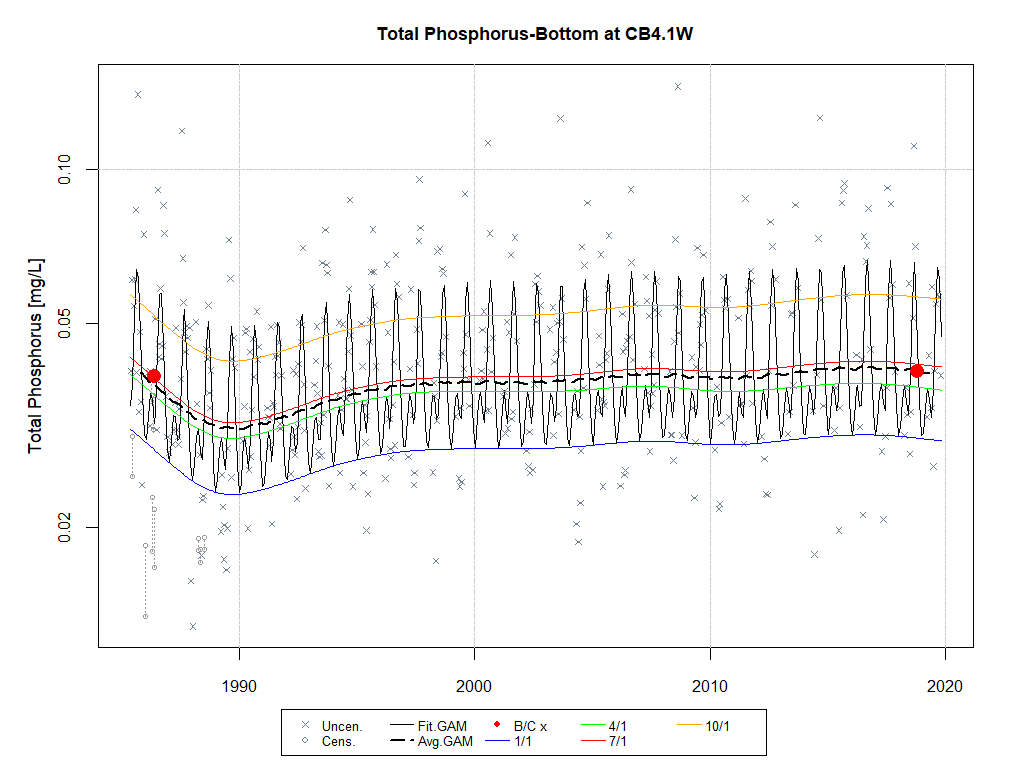 Total Phosphorus-Bottom at CB4.1W
Total Phosphorus [mg/L]
0.10
0.05
0.02
1990 2000 2010 2020
Uncen. Fit.GAM B/C x 4/1 10/1
Cens. Avg.GAM 1/1 7/1